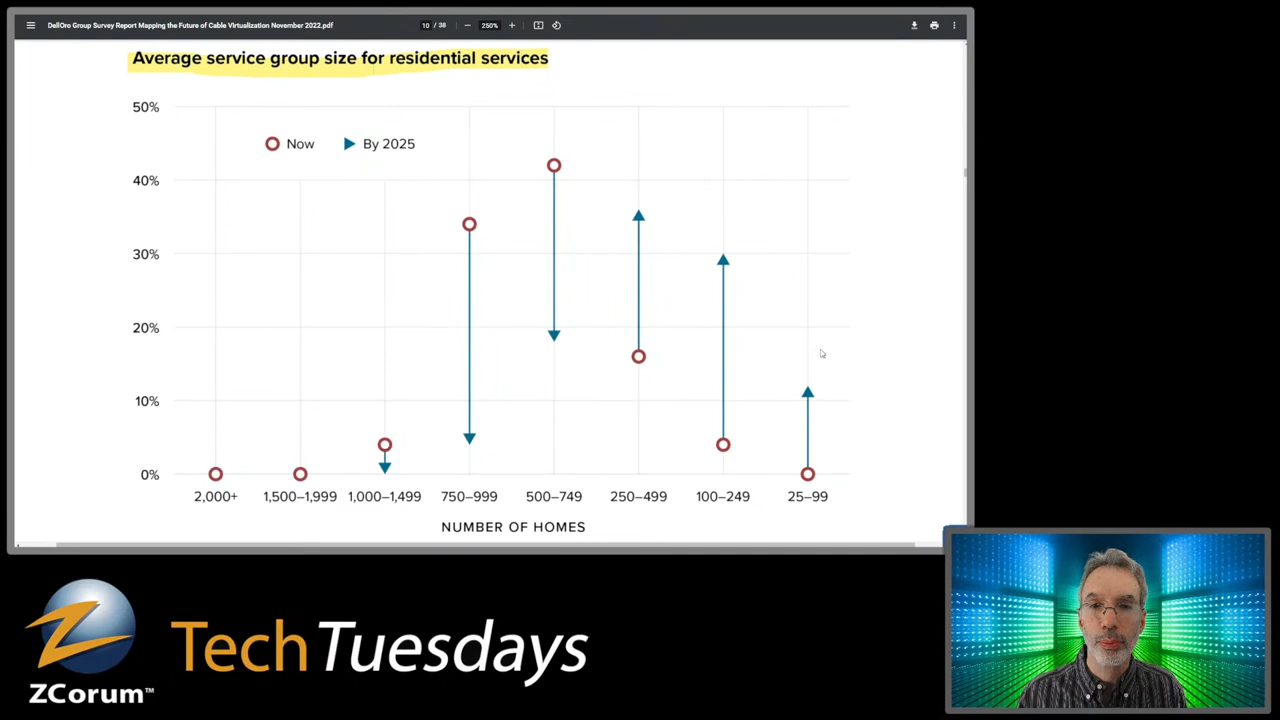 DellOro Group Survey Report Mapping the Future of Cable Virtualization November 2022.pdf
10 / 38
250%
Average service group size for residential services
50%
Now
By 2025
40%
30%
20%
10%
0%
2,000+
1,500–1,999
1,000–1,499
750–999
500–749
250–499
100–249
25–99
NUMBER OF HOMES
Z
ZCorum™
TechTuesdays